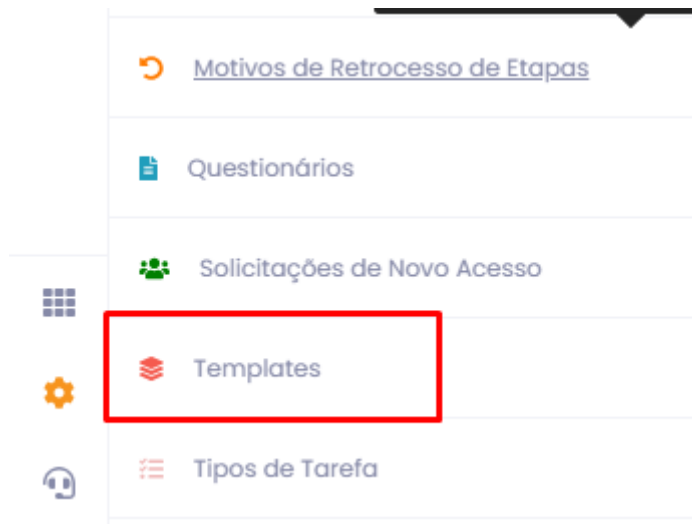 Motivos de Retrocesso de Etapas
Questionários
Solicitações de Novo Acesso
Templates
Tipos de Tarefa